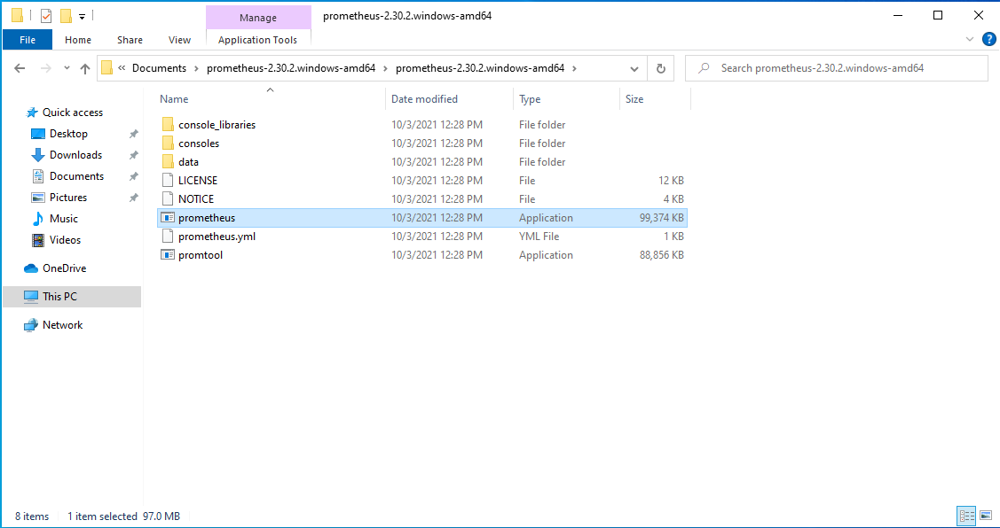 Manage prometheus-2.30.2.windows-amd64
File Home Share View Application Tools ?
« Documents › prometheus-2.30.2.windows-amd64 › prometheus-2.30.2.windows-amd64 › Search prometheus-2.30.2.windows-amd64
Name Date modified Type Size
Quick access
Desktop
Downloads
Documents
Pictures
Music
Videos
OneDrive
This PC
Network
console_libraries 10/3/2021 12:28 PM File folder
consoles 10/3/2021 12:28 PM File folder
data 10/3/2021 12:28 PM File folder
LICENSE 10/3/2021 12:28 PM File 12 KB
NOTICE 10/3/2021 12:28 PM File 4 KB
prometheus 10/3/2021 12:28 PM Application 99,374 KB
prometheus.yml 10/3/2021 12:28 PM YML File 1 KB
promtool 10/3/2021 12:28 PM Application 88,856 KB
8 items 1 item selected 97.0 MB